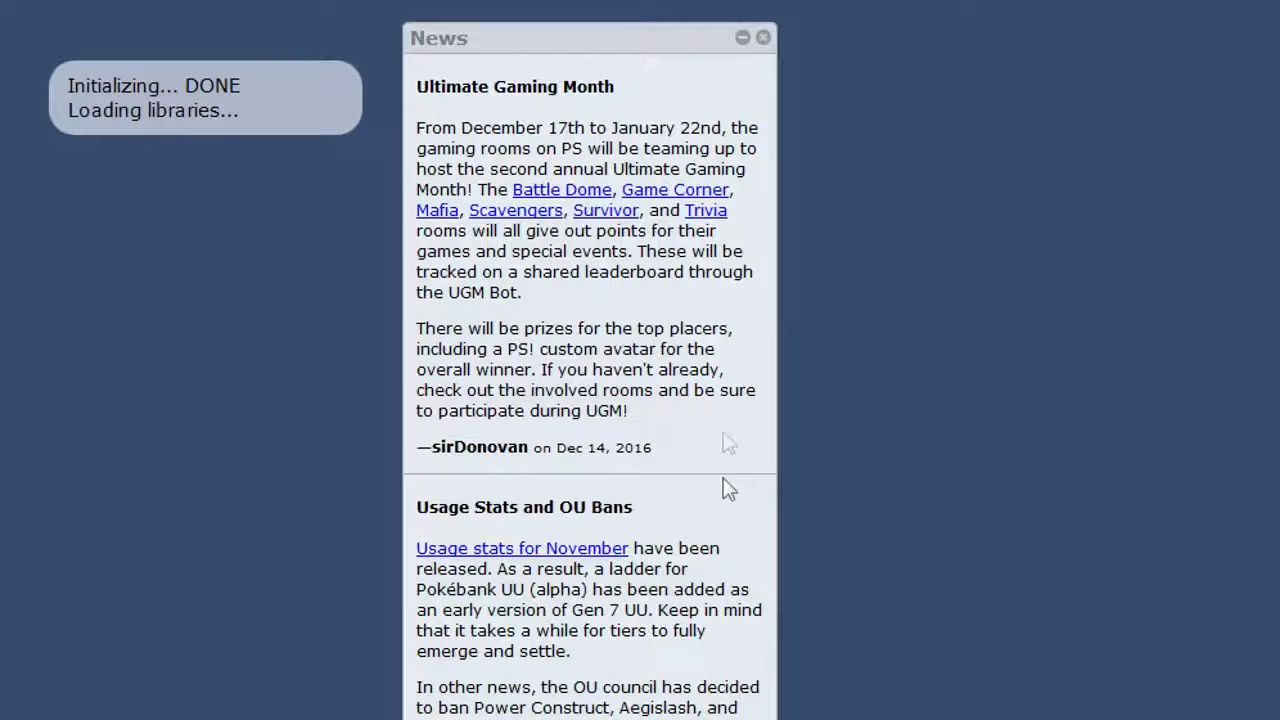 Initializing... DONE
Loading libraries...
News
Ultimate Gaming Month
From December 17th to January 22nd, the
gaming rooms on PS will be teaming up to
host the second annual Ultimate Gaming
Month! The Battle Dome, Game Corner,
Mafia, Scavengers, Survivor, and Trivia
rooms will all give out points for their
games and special events. These will be
tracked on a shared leaderboard through
the UGM Bot.
There will be prizes for the top placers,
including a PS! custom avatar for the
overall winner. If you haven't already,
check out the involved rooms and be sure
to participate during UGM!
—sirDonovan on Dec 14, 2016
Usage Stats and OU Bans
Usage stats for November have been
released. As a result, a ladder for
Pokébank UU (alpha) has been added as
an early version of Gen 7 UU. Keep in mind
that it takes a while for tiers to fully
emerge and settle.
In other news, the OU council has decided
to ban Power Construct, Aegislash, and